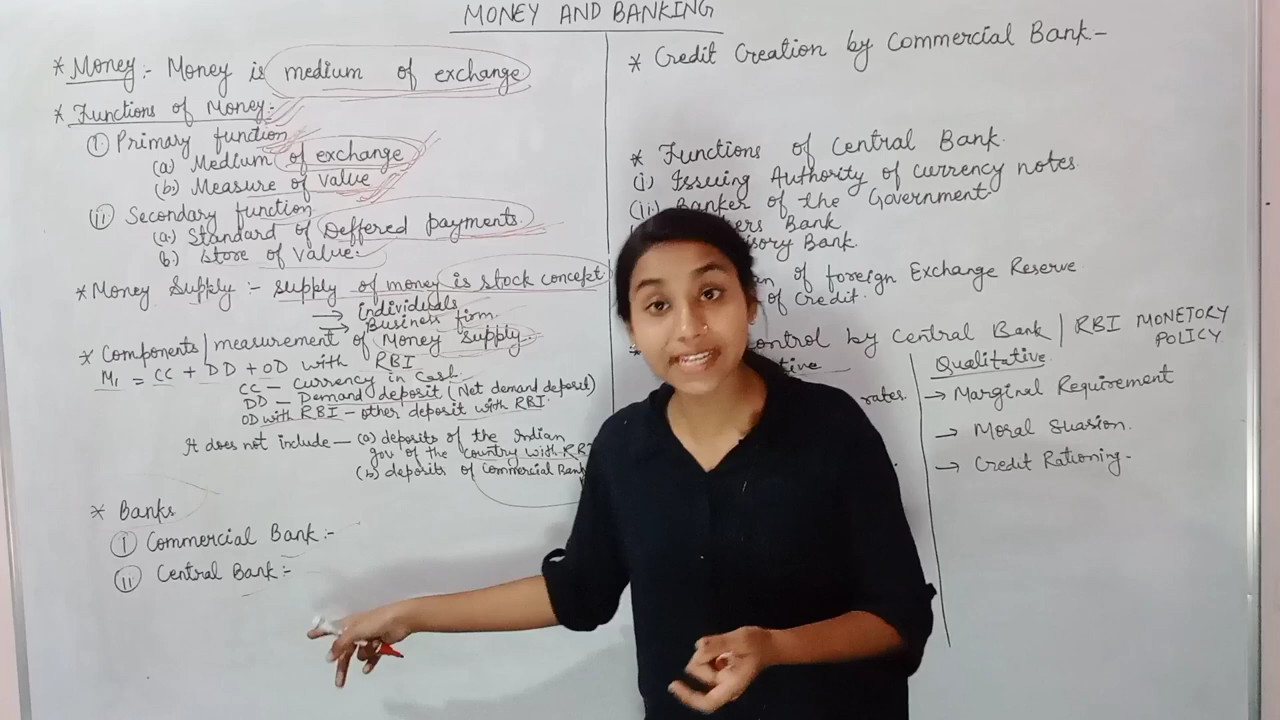 MONEY AND BANKING
* Money:- Money is medium of exchange
* Functions of Money:-
(i) Primary function
(a) Medium of exchange
(b) Measure of value
(ii) Secondary function
(a) Standard of Deffered payments.
b) Store of value:-
* Money Supply :- supply of money is stock concept
→ individuals
→ Business firm.
* Components/measurement of Money Supply.
M1 = CC + DD + OD with RBI
CC - currency in cash.
DD - Demand deposit (Net demand deposit)
OD with RBI - other deposit with RBI.
It does not include - (a) deposits of the Indian
gov of the country with
(b) deposits of commercial Bank
* Banks
(i) Commercial Bank:-
(ii) Central Bank:-
* Credit Creation by Commercial Bank-
* Functions of Central Bank.
(i) Issuing Authority of currency notes
(ii) Banker of the Government.
Bank
Bank.
of foreign Exchange Reserve
of Credit.
by Central Bank / RBI MONETORY
POLICY
rates.
Qualitative
→ Marginal Requirement
→ Moral Suasion.
→ Credit Rationing.